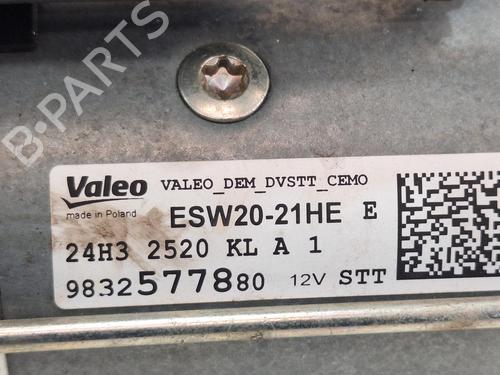 B-PARTS
Valeo
made in Poland
VALEO_DEM_DVSTT_CEMO
ESW20-21HE E
24H3 2520 KL A 1
9832577880 12V STT